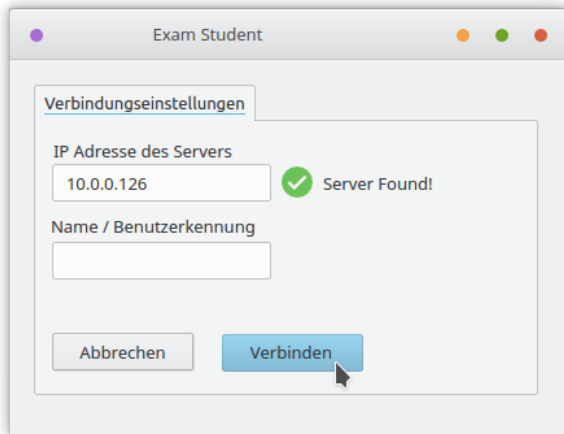 Exam Student
Verbindungseinstellungen
IP Adresse des Servers
10.0.0.126 Server Found!
Name / Benutzerkennung
Abbrechen Verbinden